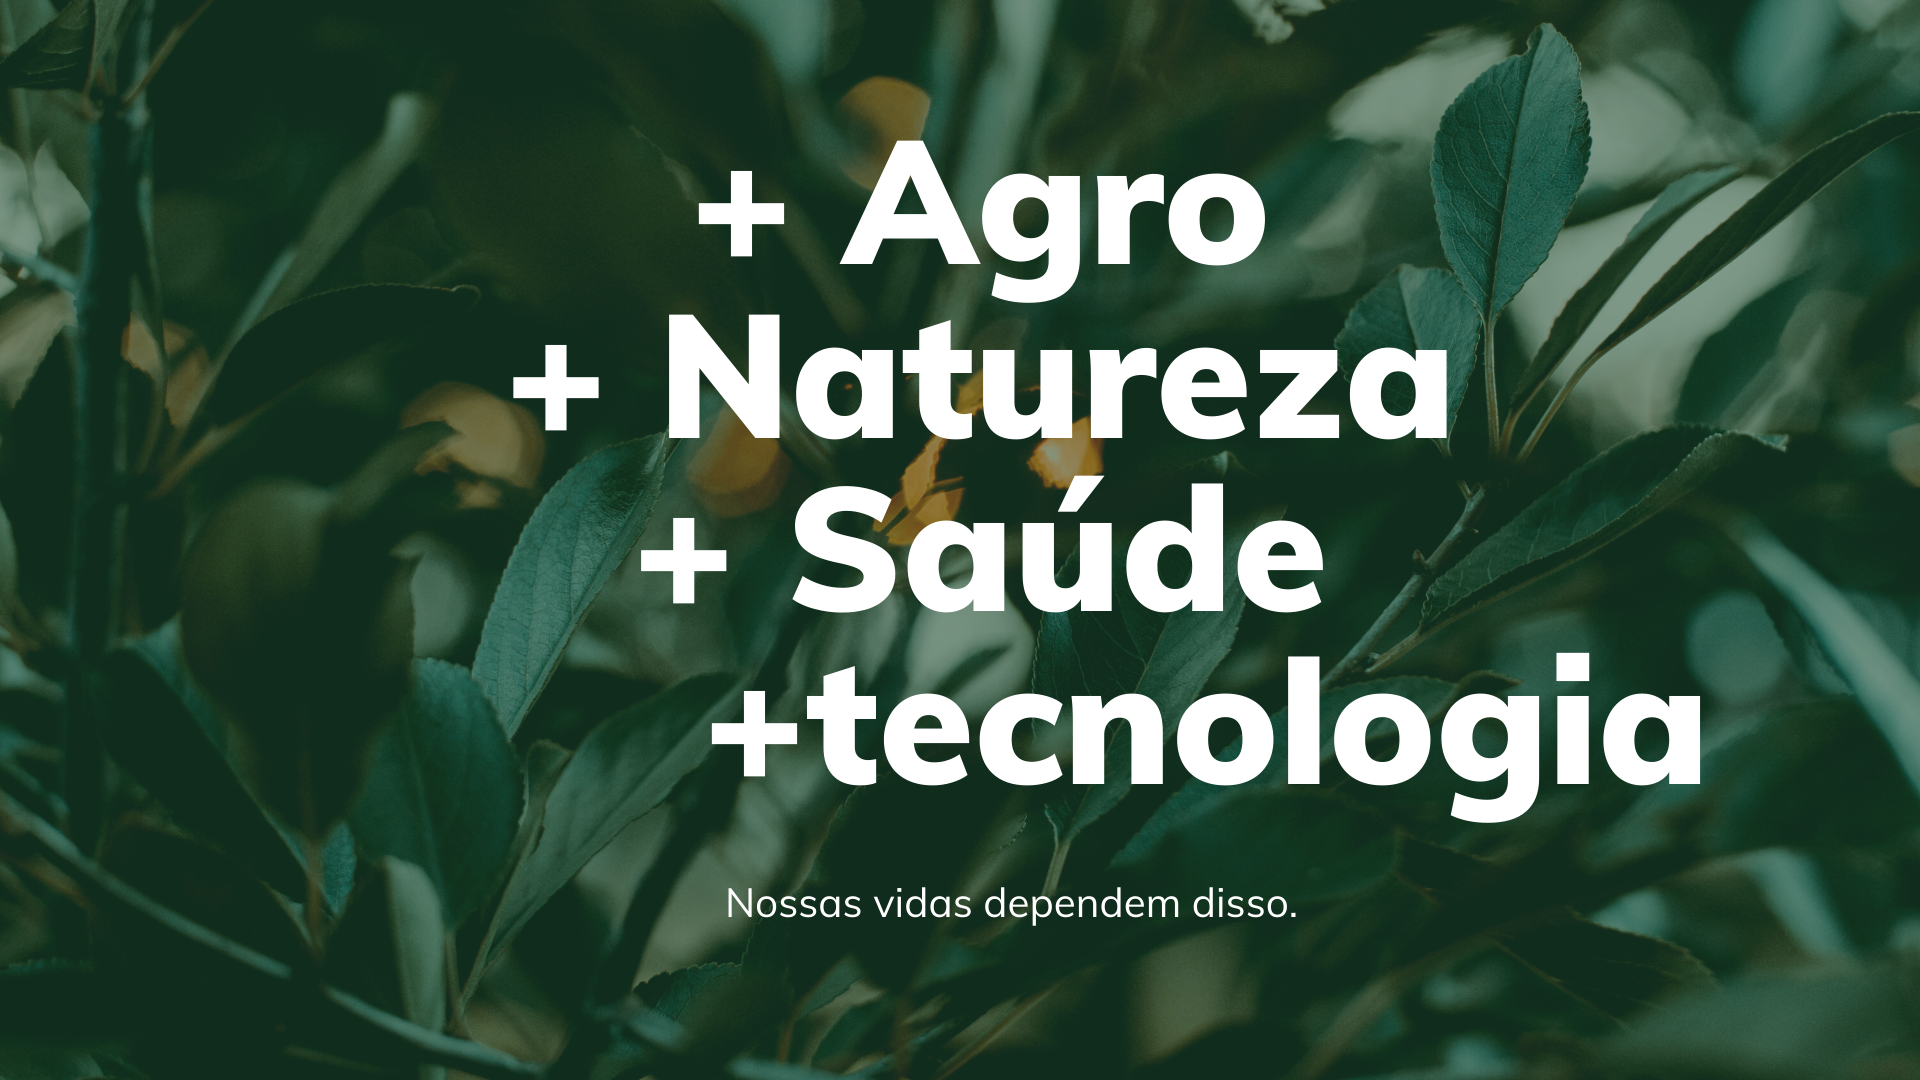 + Agro
+ Natureza
+ Saúde
+tecnologia
Nossas vidas dependem disso.